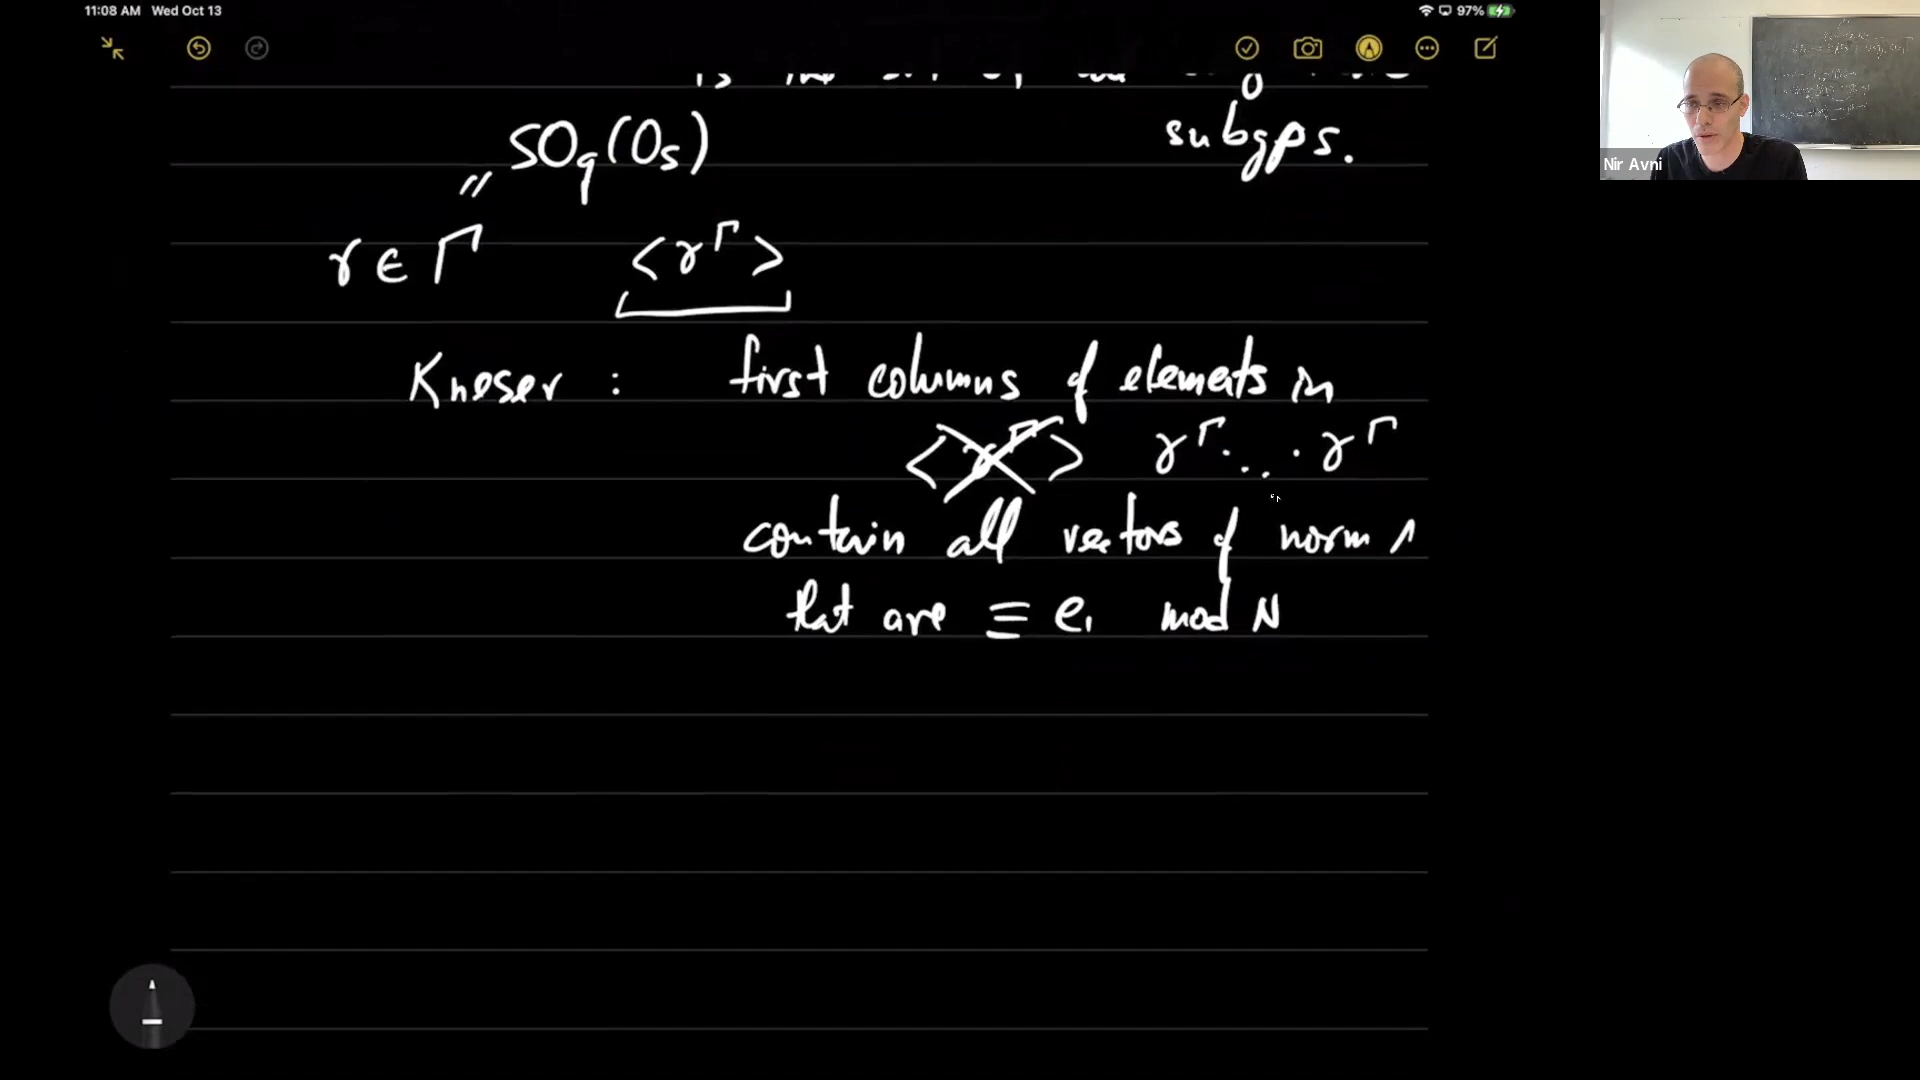 11:08 AM Wed Oct 13
97%
subgps.
SO_q(O_S)
γ ∈ Γ <γ^Γ>
Kneser : first columns of elements in
γ^Γ · ... · γ^Γ
contain all vectors of norm 1
that are ≡ e₁ mod N
Nir Avni